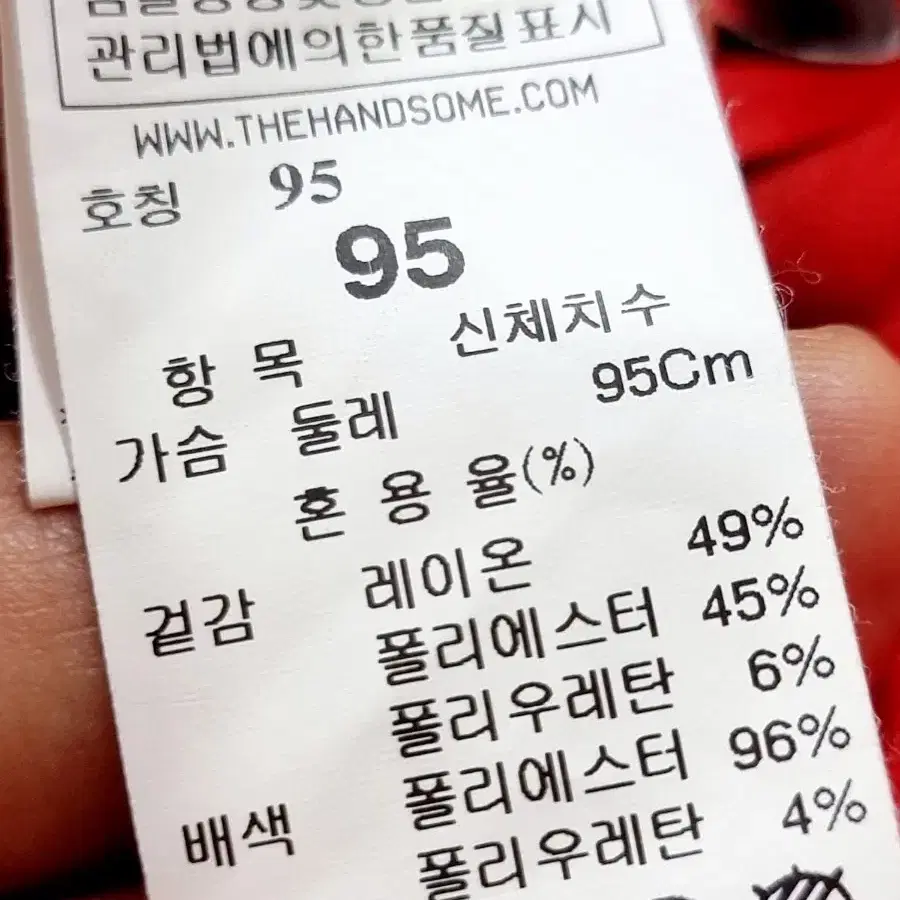 관리법에의한품질표시
WWW.THEHANDSOME.COM
호칭 95
95
항 목 신체치수
가슴 둘레 95Cm
혼 용 율(%)
겉감 레이온 49%
폴리에스터 45%
폴리우레탄 6%
배색 폴리에스터 96%
폴리우레탄 4%